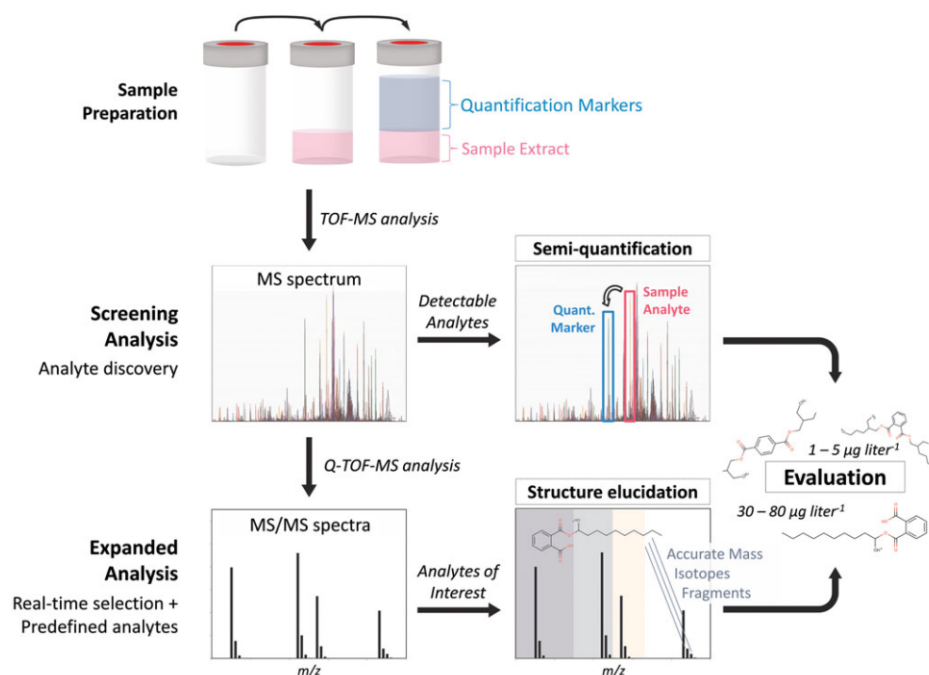 Sample
Preparation
Quantification Markers
Sample Extract
TOF-MS analysis
MS spectrum
Screening
Analysis
Analyte discovery
Detectable
Analytes
Semi-quantification
Quant.
Marker
Sample
Analyte
Q-TOF-MS analysis
MS/MS spectra
Expanded
Analysis
Real-time selection +
Predefined analytes
m/z
Analytes of
Interest
Structure elucidation
Accurate Mass
Isotopes
Fragments
m/z
1 – 5 µg liter⁻¹
Evaluation
30 – 80 µg liter⁻¹